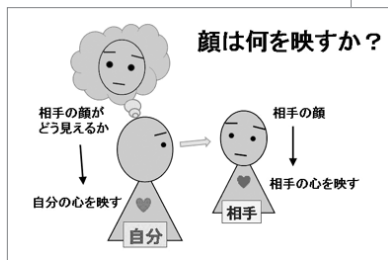 顔は何を映すか？
相手の顔が
どう見えるか
自分の心を映す
自分
相手の顔
相手の心を映す
相手